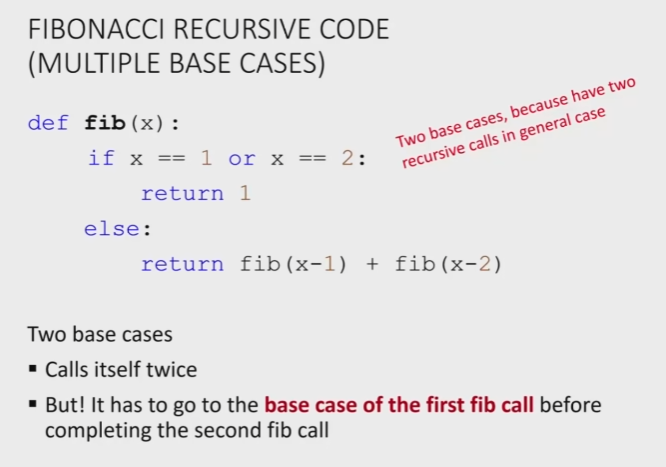 FIBONACCI RECURSIVE CODE
(MULTIPLE BASE CASES)
def fib(x):
    if x == 1 or x == 2:
        return 1
    else:
        return fib(x-1) + fib(x-2)
Two base cases, because have two
recursive calls in general case
Two base cases
▪ Calls itself twice
▪ But! It has to go to the base case of the first fib call before
completing the second fib call